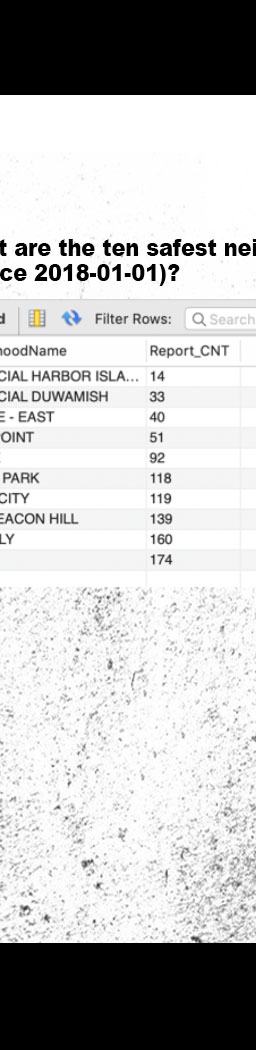 t are the ten safest nei
ce 2018-01-01)?
d Filter Rows: Search
hoodName Report_CNT
CIAL HARBOR ISLA... 14
CIAL DUWAMISH 33
E - EAST 40
OINT 51
92
PARK 118
CITY 119
EACON HILL 139
LY 160
174